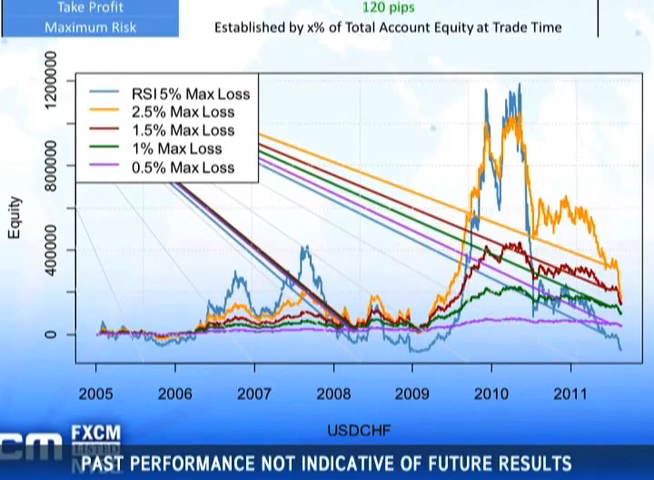 Take Profit
120 pips
Maximum Risk
Established by x% of Total Account Equity at Trade Time
RSI 5% Max Loss
2.5% Max Loss
1.5% Max Loss
1% Max Loss
0.5% Max Loss
Equity
1200000
800000
400000
0
2005 2006 2007 2008 2009 2010 2011
USDCHF
CM
FXCM
LISTED
PAST PERFORMANCE NOT INDICATIVE OF FUTURE RESULTS